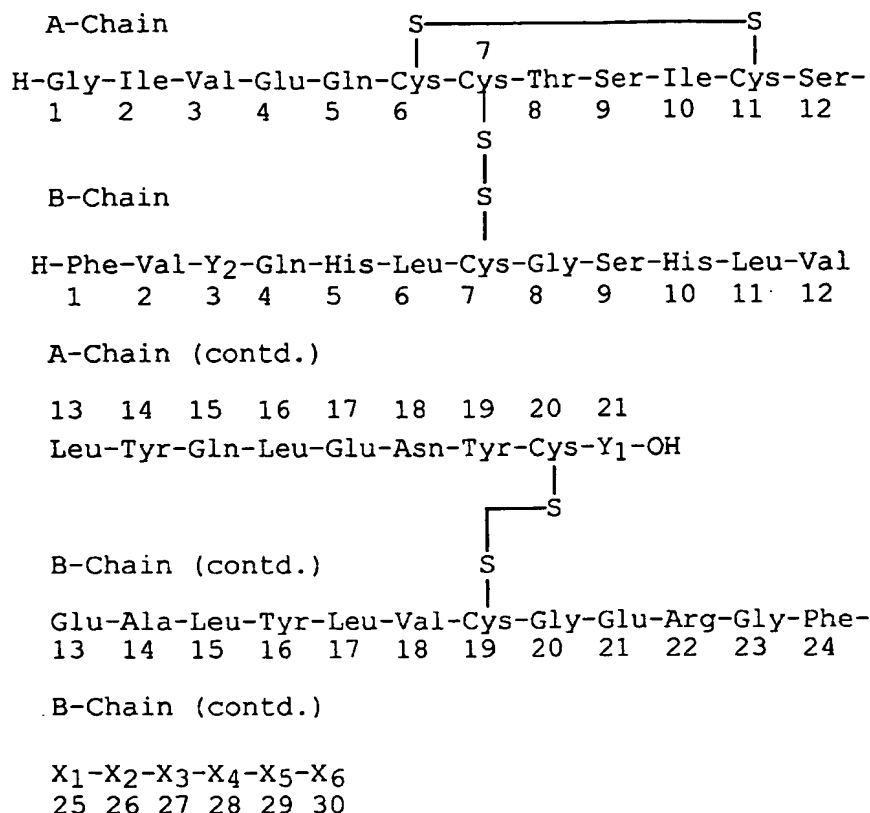 A-Chain S S
7
H-Gly-Ile-Val-Glu-Gln-Cys-Cys-Thr-Ser-Ile-Cys-Ser-
1 2 3 4 5 6 8 9 10 11 12
S
B-Chain S
H-Phe-Val-Y2-Gln-His-Leu-Cys-Gly-Ser-His-Leu-Val
1 2 3 4 5 6 7 8 9 10 11 12
A-Chain (contd.)
13 14 15 16 17 18 19 20 21
Leu-Tyr-Gln-Leu-Glu-Asn-Tyr-Cys-Y1-OH
S
B-Chain (contd.) S
Glu-Ala-Leu-Tyr-Leu-Val-Cys-Gly-Glu-Arg-Gly-Phe-
13 14 15 16 17 18 19 20 21 22 23 24
B-Chain (contd.)
X1-X2-X3-X4-X5-X6
25 26 27 28 29 30